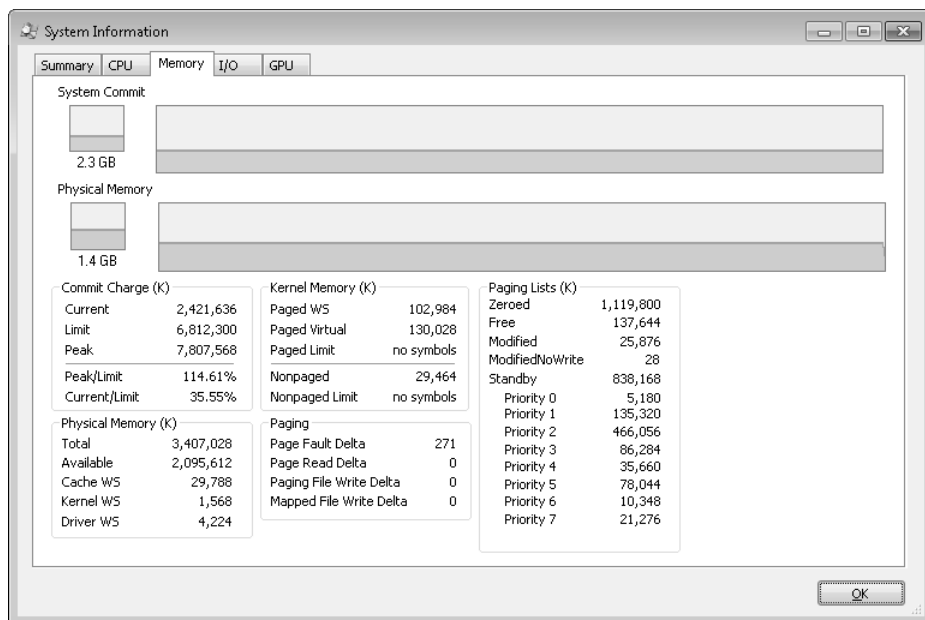 System Information
Summary CPU Memory I/O GPU
System Commit
2.3 GB
Physical Memory
1.4 GB
Commit Charge (K)
Current 2,421,636
Limit 6,812,300
Peak 7,807,568
Peak/Limit 114.61%
Current/Limit 35.55%
Physical Memory (K)
Total 3,407,028
Available 2,095,612
Cache WS 29,788
Kernel WS 1,568
Driver WS 4,224
Kernel Memory (K)
Paged WS 102,984
Paged Virtual 130,028
Paged Limit no symbols
Nonpaged 29,464
Nonpaged Limit no symbols
Paging
Page Fault Delta 271
Page Read Delta 0
Paging File Write Delta 0
Mapped File Write Delta 0
Paging Lists (K)
Zeroed 1,119,800
Free 137,644
Modified 25,876
ModifiedNoWrite 28
Standby 838,168
Priority 0 5,180
Priority 1 135,320
Priority 2 466,056
Priority 3 86,284
Priority 4 35,660
Priority 5 78,044
Priority 6 10,348
Priority 7 21,276
OK